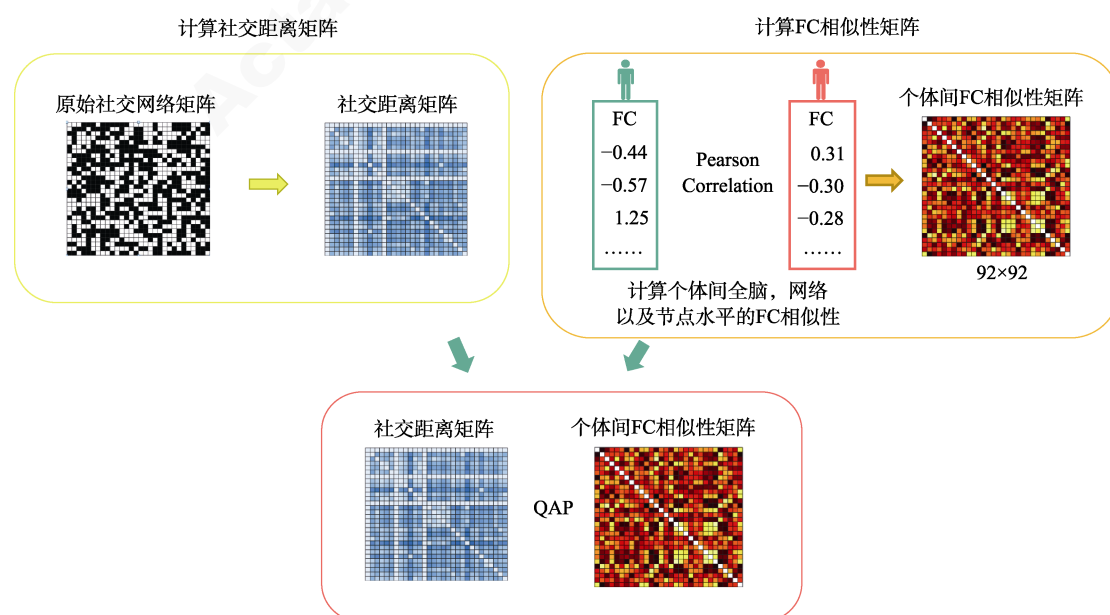 Acta
计算社交距离矩阵
计算FC相似性矩阵
原始社交网络矩阵
社交距离矩阵
FC
−0.44
−0.57
1.25
……
Pearson
Correlation
FC
0.31
−0.30
−0.28
……
个体间FC相似性矩阵
92×92
计算个体间全脑，网络
以及节点水平的FC相似性
社交距离矩阵
QAP
个体间FC相似性矩阵